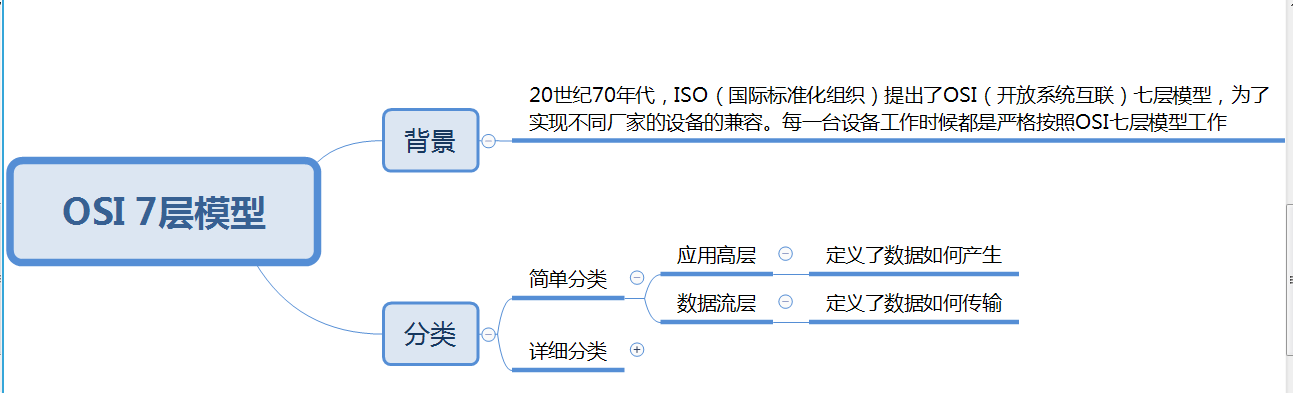 OSI 7层模型
背景
20世纪70年代，ISO（国际标准化组织）提出了OSI（开放系统互联）七层模型，为了
实现不同厂家的设备的兼容。每一台设备工作时候都是严格按照OSI七层模型工作
分类
简单分类
应用高层
定义了数据如何产生
数据流层
定义了数据如何传输
详细分类